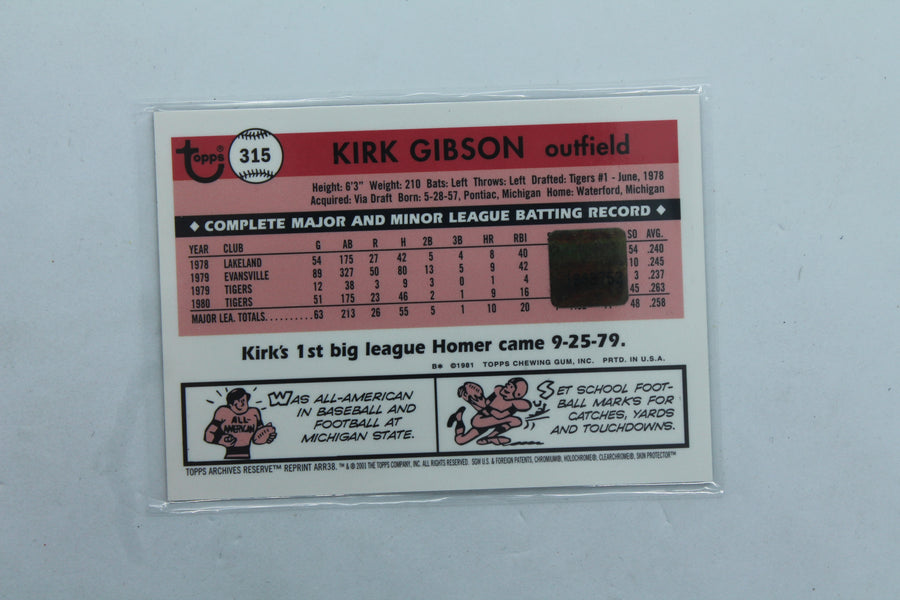 topps® 315 KIRK GIBSON outfield
Height: 6'3" Weight: 210 Bats: Left Throws: Left Drafted: Tigers #1 - June, 1978
Acquired: Via Draft Born: 5-28-57, Pontiac, Michigan Home: Waterford, Michigan
◆ COMPLETE MAJOR AND MINOR LEAGUE BATTING RECORD ◆
YEAR CLUB G AB R H 2B 3B HR RBI SO AVG.
1978 LAKELAND 54 175 27 42 5 4 8 40 54 .240
1979 EVANSVILLE 89 327 50 80 13 5 9 42 10 .245
1979 TIGERS 12 38 3 9 3 0 1 4 3 .237
1980 TIGERS 51 175 23 46 2 1 9 16 45 .263
MAJOR LEA. TOTALS..........63 213 26 55 5 1 10 20 48 .258
Kirk's 1st big league Homer came 9-25-79.
B* ©1981 TOPPS CHEWING GUM, INC. PRTD. IN U.S.A.
ALL-
AMERICAN
WAS ALL-AMERICAN
IN BASEBALL AND
FOOTBALL AT
MICHIGAN STATE.
SET SCHOOL FOOT-
BALL MARKS FOR
CATCHES, YARDS
AND TOUCHDOWNS.
TOPPS ARCHIVES RESERVE™ REPRINT ARR38. ™ & © 2001 THE TOPPS COMPANY, INC. ALL RIGHTS RESERVED. SGW U.S. & FOREIGN PATENTS, CHROMIUM®, HOLOCHROME®, CLEARCHROME®, SKIN PROTECTOR™